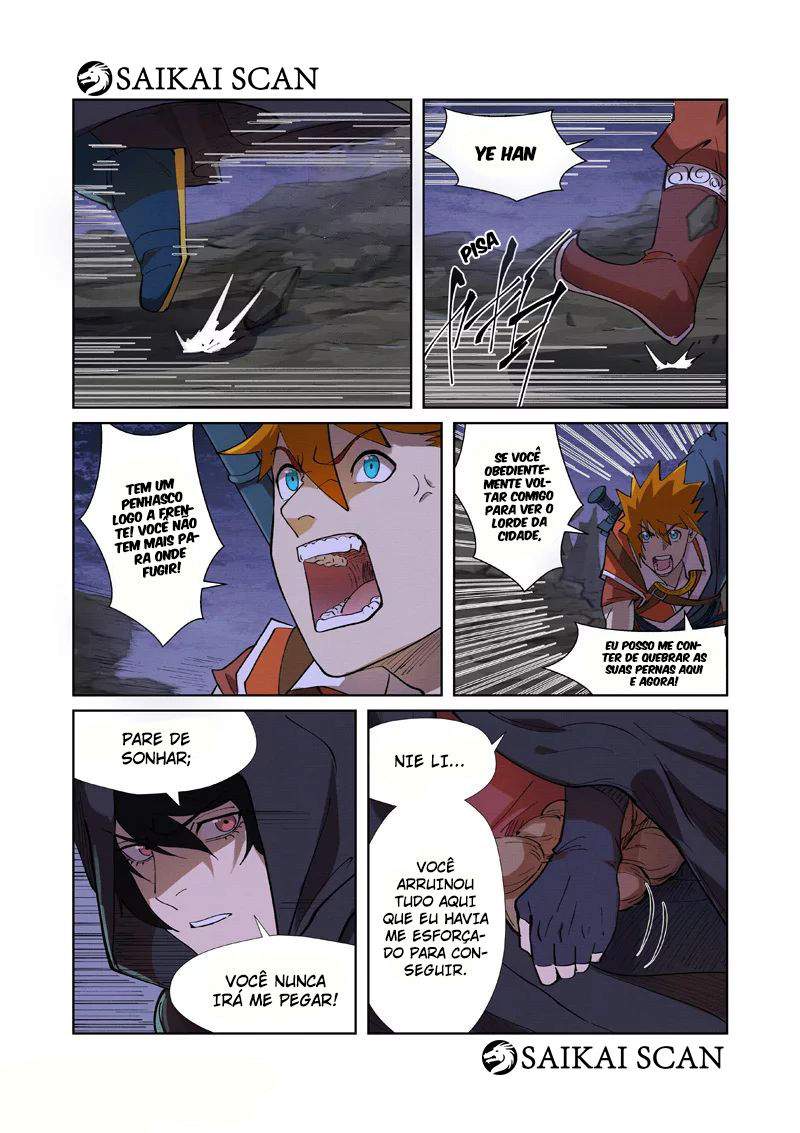 SAIKAI SCAN
YE HAN
PISA
TEM UM
PENHASCO
LOGO A FREN-
TE! VOCÊ NÃO
TEM MAIS PA-
RA ONDE
FUGIR!
SE VOCÊ
OBEDIENTE-
MENTE VOL-
TAR COMIGO
PARA VER O
LORDE DA
CIDADE,
EU POSSO ME CON-
TER DE QUEBRAR AS
SUAS PERNAS AQUI
E AGORA!
PARE DE
SONHAR;
VOCÊ NUNCA
IRÁ ME PEGAR!
NIE LI...
VOCÊ
ARRUINOU
TUDO AQUI
QUE EU HAVIA
ME ESFORÇA-
DO PARA CON-
SEGUIR.
SAIKAI SCAN